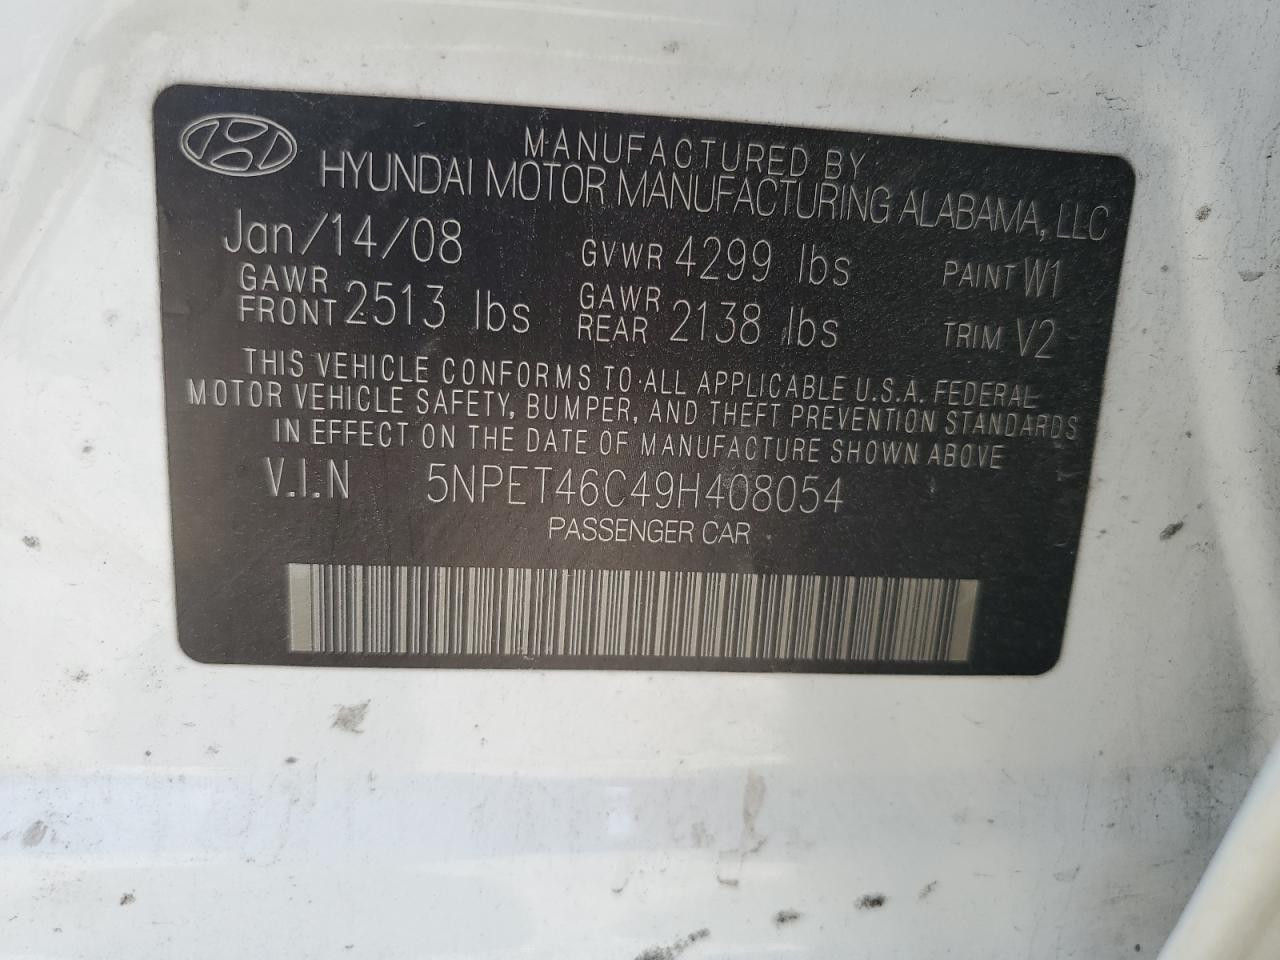 MANUFACTURED BY
HYUNDAI MOTOR MANUFACTURING ALABAMA, LLC
Jan/14/08 GVWR 4299 lbs PAINT W1
GAWR FRONT 2513 lbs GAWR REAR 2138 lbs TRIM V2
THIS VEHICLE CONFORMS TO ALL APPLICABLE U.S.A. FEDERAL
MOTOR VEHICLE SAFETY, BUMPER, AND THEFT PREVENTION STANDARDS
IN EFFECT ON THE DATE OF MANUFACTURE SHOWN ABOVE
V.I.N 5NPET46C49H408054
PASSENGER CAR